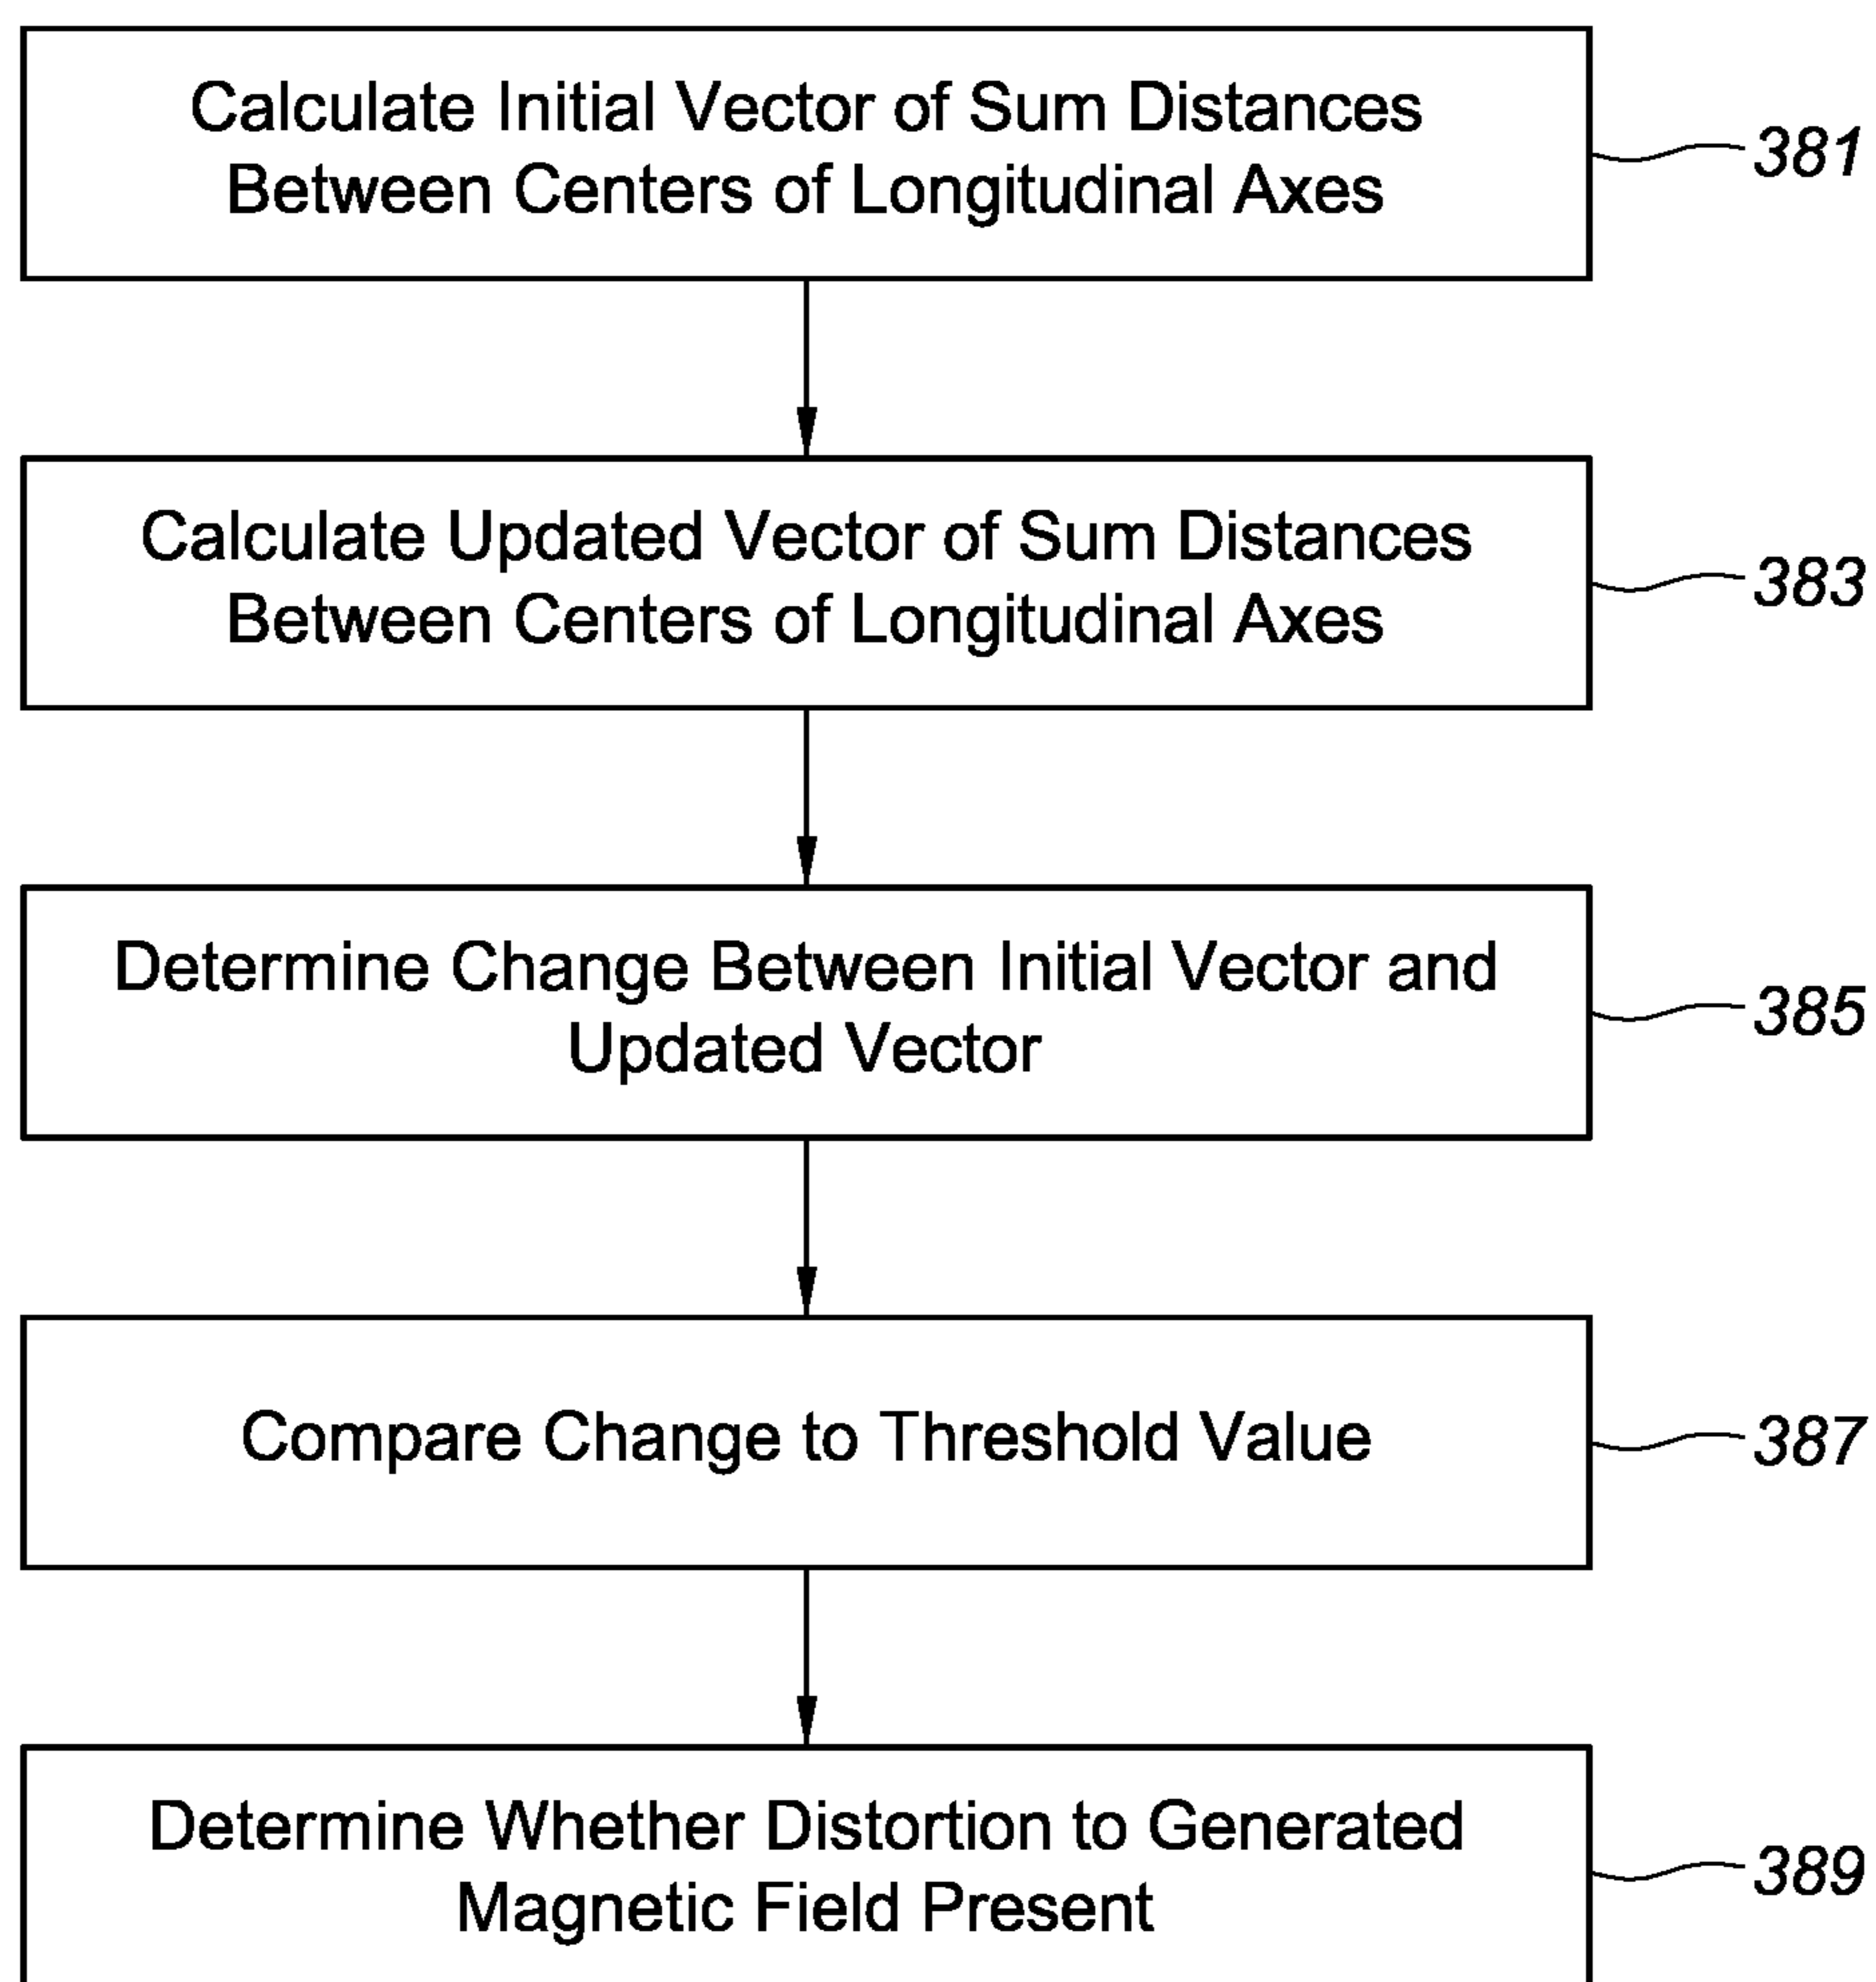 Calculate Initial Vector of Sum Distances
Between Centers of Longitudinal Axes
381
Calculate Updated Vector of Sum Distances
Between Centers of Longitudinal Axes
383
Determine Change Between Initial Vector and
Updated Vector
385
Compare Change to Threshold Value
387
Determine Whether Distortion to Generated
Magnetic Field Present
389